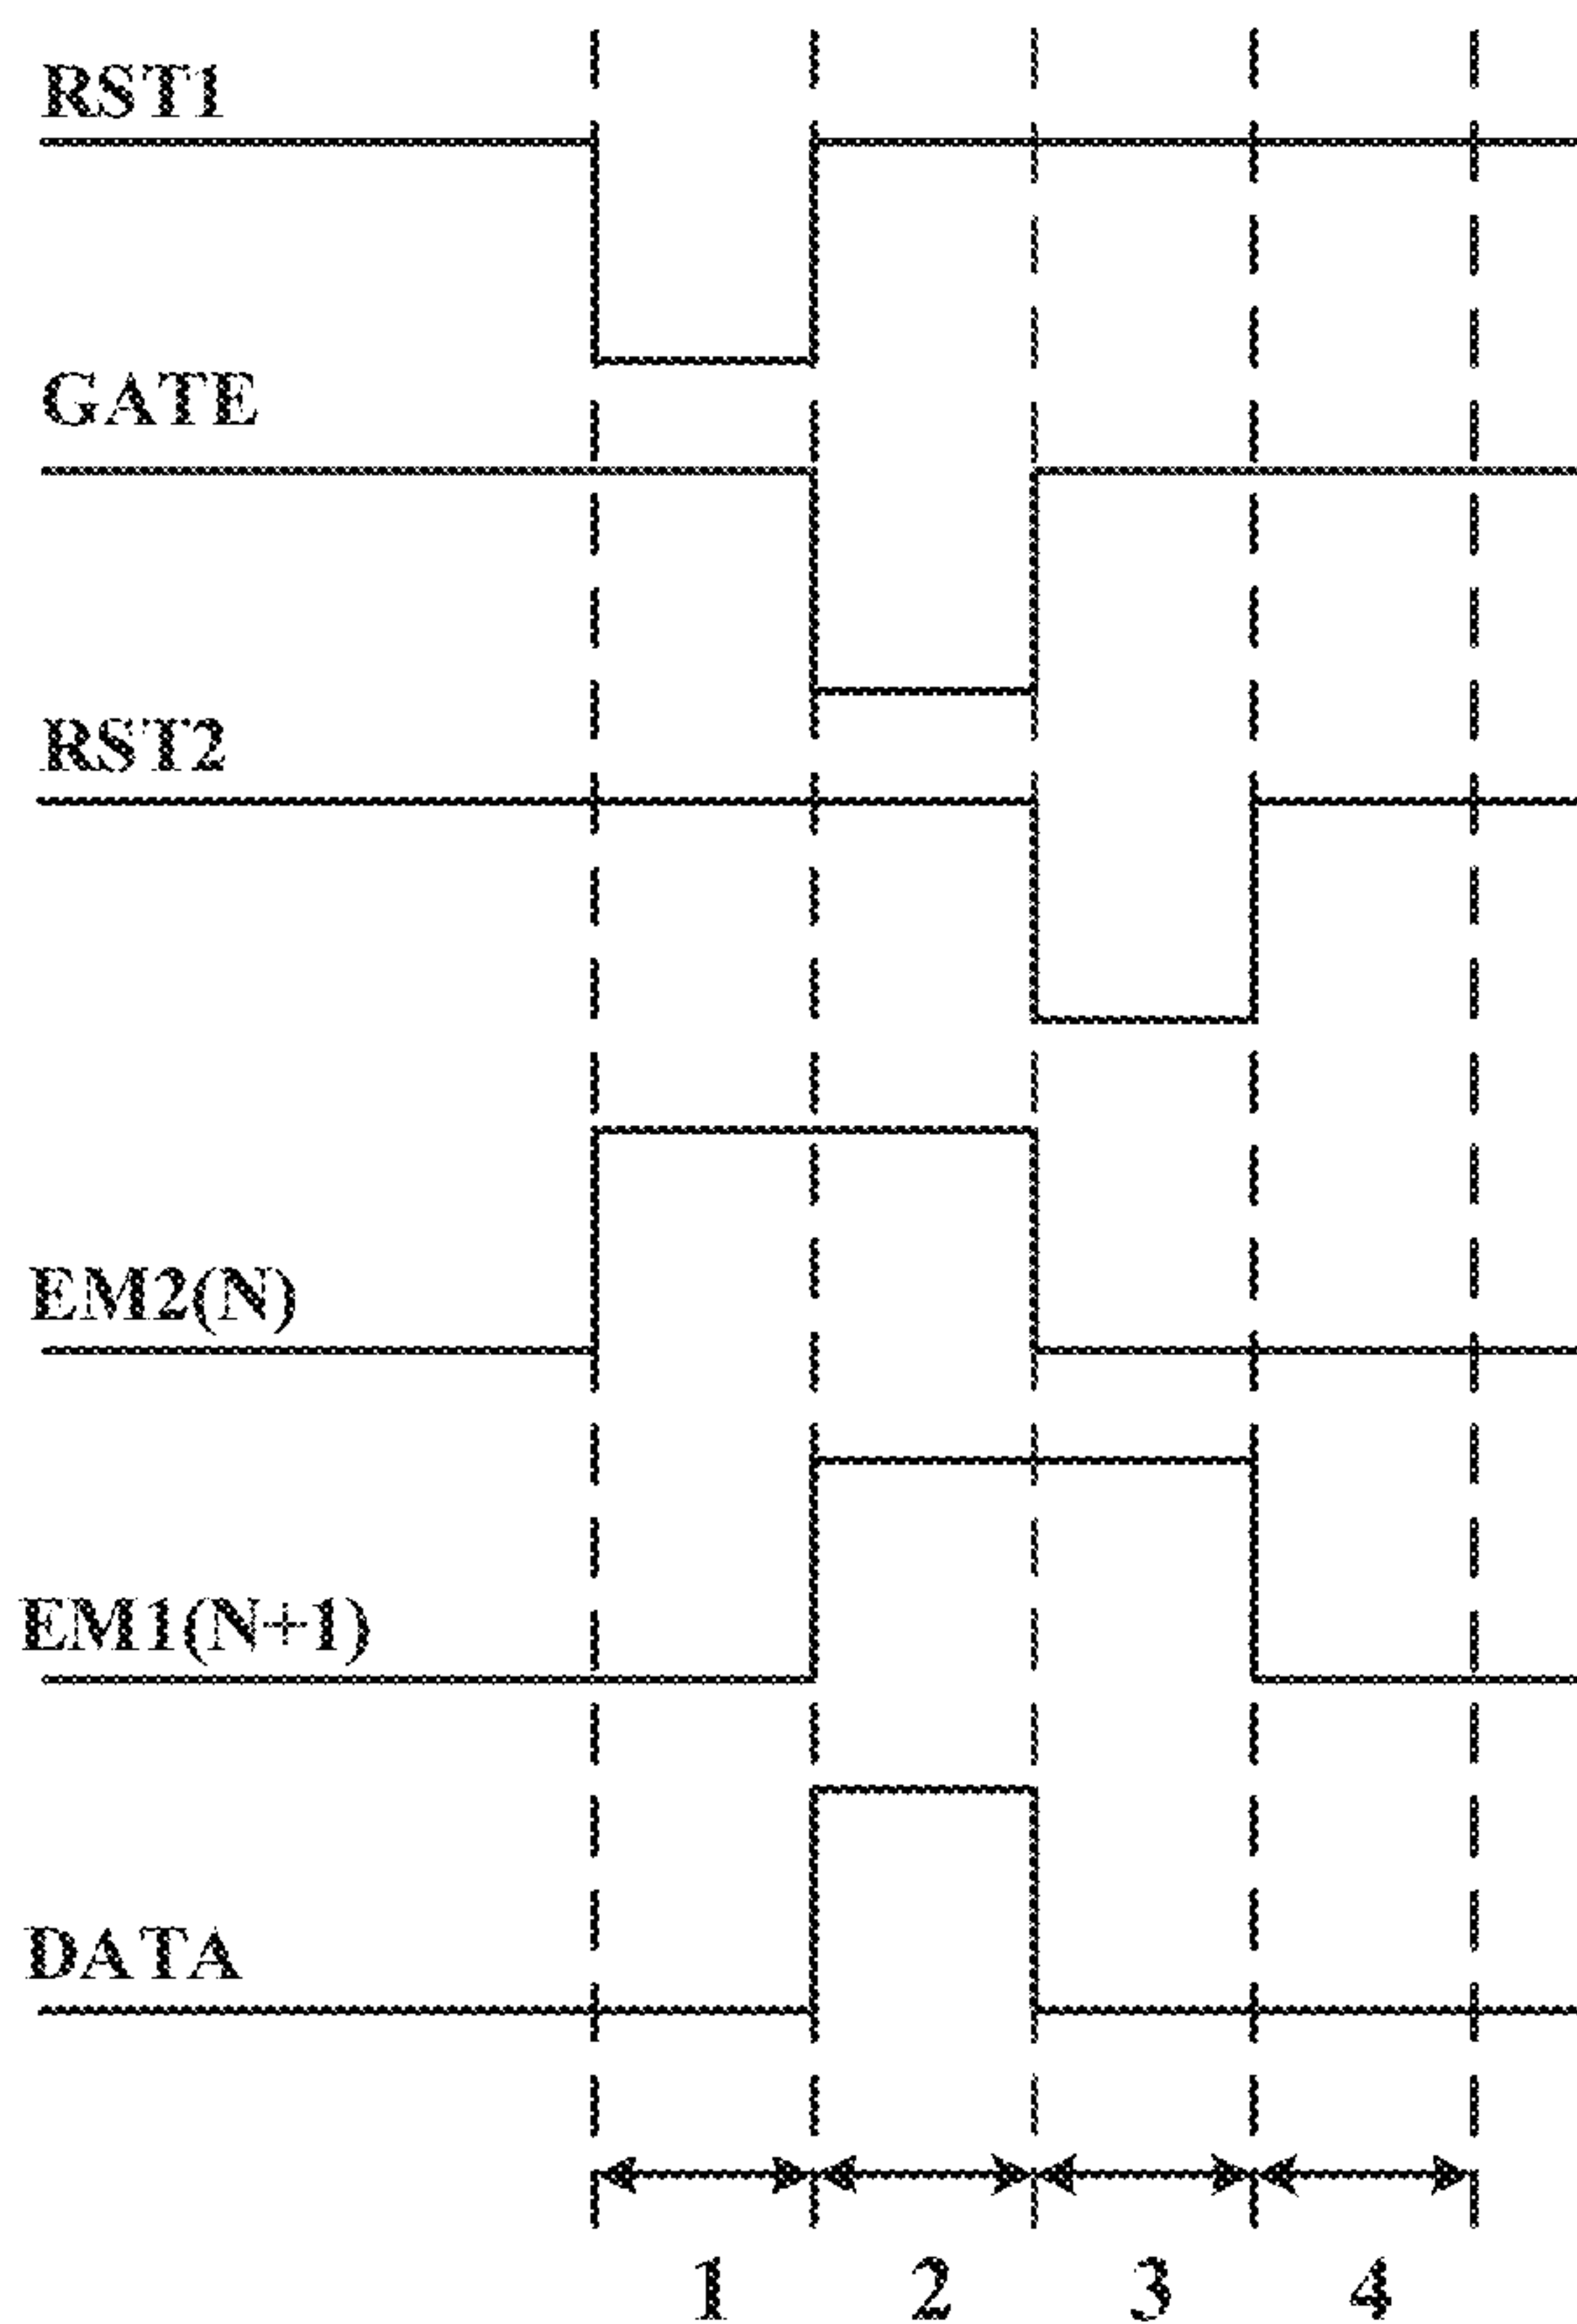 RST1
GATE
RST2
EM2(N)
EM1(N+1)
DATA
1 2 3 4